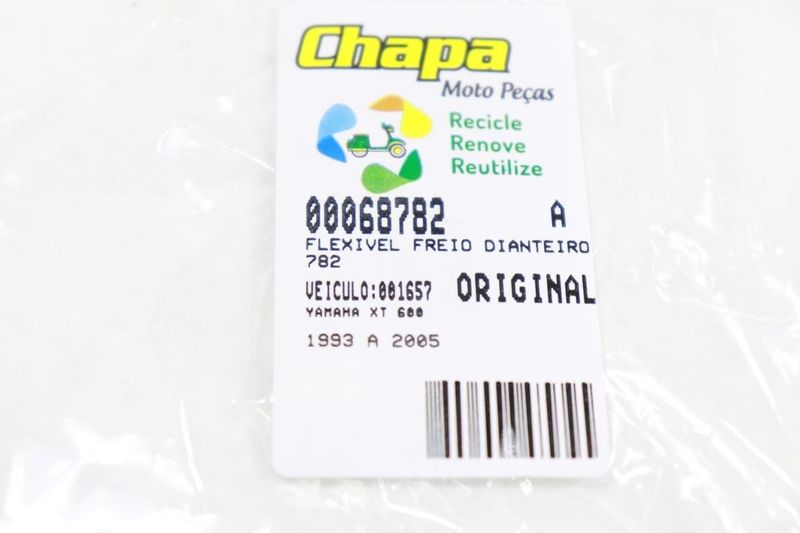 Chapa
Moto Peças
Recicle
Renove
Reutilize
00068782 A
FLEXIVEL FREIO DIANTEIRO
782
VEICULO:001657 ORIGINAL
YAMAHA XT 600
1993 A 2005